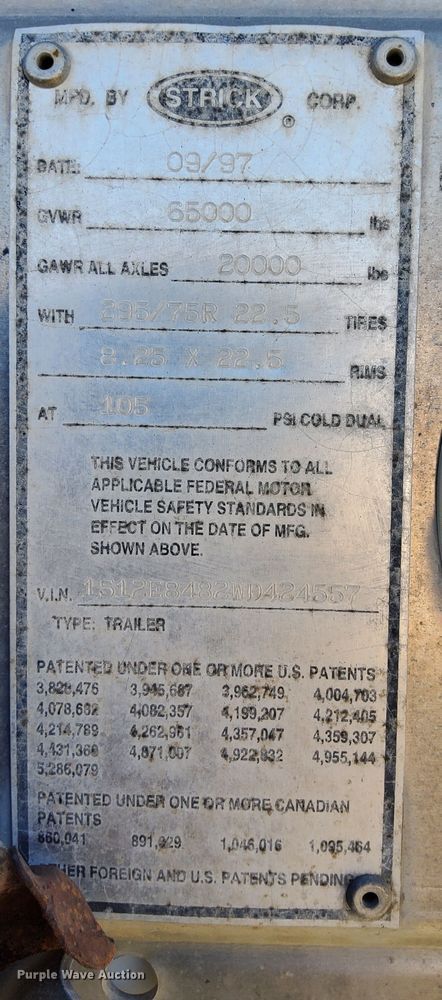 MFD. BY STRICK ® CORP.
DATE: 09/97
GVWR 65000 lbs
GAWR ALL AXLES 20000 lbs
WITH 295/75R 22.5 TIRES
8.25 X 22.5 RIMS
AT 105 PSI COLD DUAL
THIS VEHICLE CONFORMS TO ALL
APPLICABLE FEDERAL MOTOR
VEHICLE SAFETY STANDARDS IN
EFFECT ON THE DATE OF MFG.
SHOWN ABOVE.
V.I.N. 1S12E8482WD424557
TYPE: TRAILER
PATENTED UNDER ONE OR MORE U.S. PATENTS
3,828,476 3,945,687 3,962,749 4,004,703
4,078,682 4,082,357 4,199,207 4,212,405
4,214,789 4,262,961 4,357,047 4,359,307
4,431,360 4,871,007 4,922,832 4,955,144
5,286,079
PATENTED UNDER ONE OR MORE CANADIAN
PATENTS
860,041 891,929 1,046,016 1,095,464
OTHER FOREIGN AND U.S. PATENTS PENDING
Purple Wave Auction